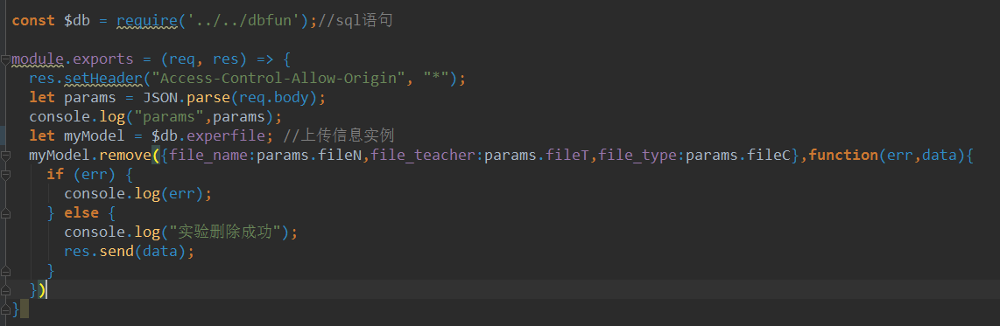 const $db = require('../../dbfun');//sql语句
module.exports = (req, res) => {
res.setHeader("Access-Control-Allow-Origin", "*");
let params = JSON.parse(req.body);
console.log("params",params);
let myModel = $db.experfile; //上传信息实例
myModel.remove({file_name:params.fileN,file_teacher:params.fileT,file_type:params.fileC},function(err,data){
if (err) {
console.log(err);
} else {
console.log("实验删除成功");
res.send(data);
}
})
}